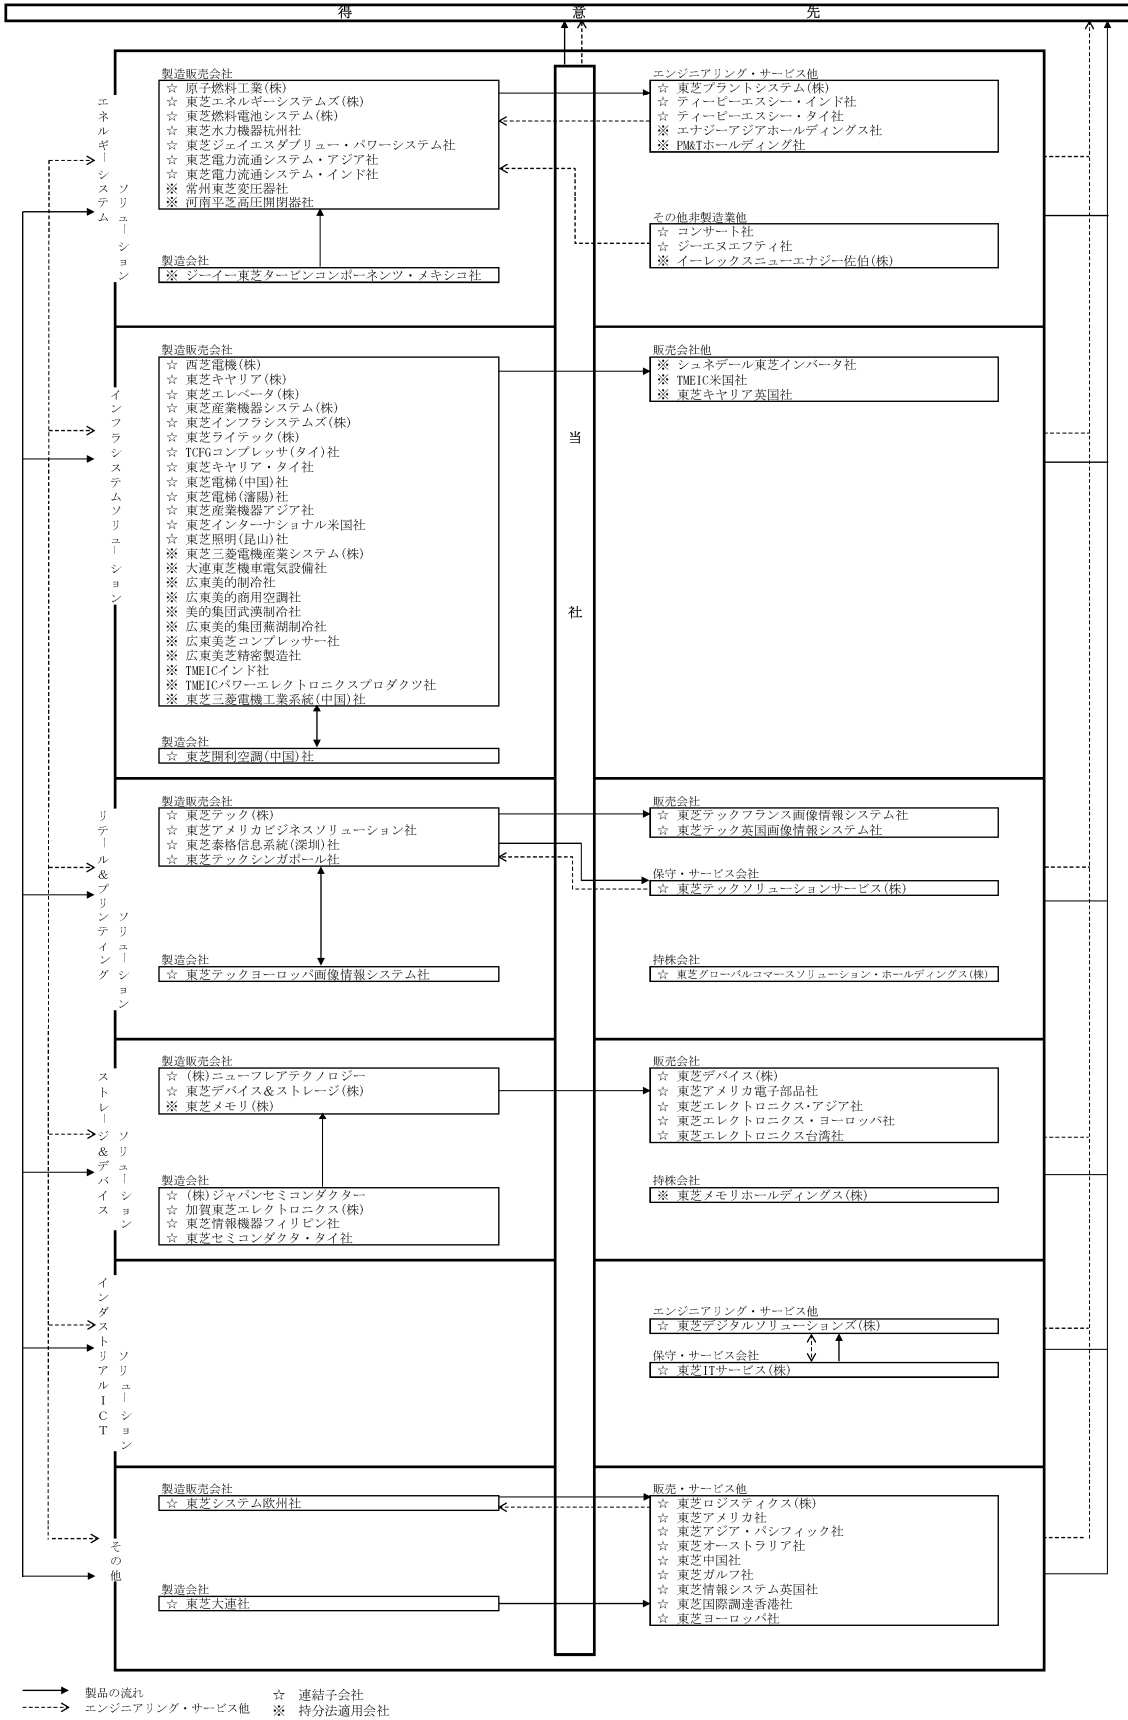 得意先
当社
エネルギーシステム
ソリューション
製造販売会社
☆ 原子燃料工業(株)
☆ 東芝エネルギーシステムズ(株)
☆ 東芝燃料電池システム(株)
☆ 東芝水力機器杭州社
☆ 東芝ジェイエスダブリュー・パワーシステム社
☆ 東芝電力流通システム・アジア社
☆ 東芝電力流通システム・インド社
※ 常州東芝変圧器社
※ 河南平芝高圧開閉器社
製造会社
※ ジーイー東芝タービンコンポーネンツ・メキシコ社
エンジニアリング・サービス他
☆ 東芝プラントシステム(株)
☆ ティーピーエスシー・インド社
☆ ティーピーエスシー・タイ社
※ エナジーアジアホールディングス社
※ PM&Tホールディング社
その他非製造業他
☆ コンサート社
☆ ジーエヌエフティ社
※ イーレックスニューエナジー佐伯(株)
インフラシステムソリューション
製造販売会社
☆ 西芝電機(株)
☆ 東芝キヤリア(株)
☆ 東芝エレベータ(株)
☆ 東芝産業機器システム(株)
☆ 東芝インフラシステムズ(株)
☆ 東芝ライテック(株)
☆ TCFGコンプレッサ(タイ)社
☆ 東芝キヤリア・タイ社
☆ 東芝電梯(中国)社
☆ 東芝電梯(瀋陽)社
☆ 東芝産業機器アジア社
☆ 東芝インターナショナル米国社
☆ 東芝照明(昆山)社
※ 東芝三菱電機産業システム(株)
※ 大連東芝機車電気設備社
※ 広東美的制冷社
※ 広東美的商用空調社
※ 美的集団武漢制冷社
※ 広東美的集団蕪湖制冷社
※ 広東美芝コンプレッサー社
※ 広東美芝精密製造社
※ TMEICインド社
※ TMEICパワーエレクトロニクスプロダクツ社
※ 東芝三菱電機工業系統(中国)社
製造会社
☆ 東芝開利空調(中国)社
販売会社他
※ シュネデール東芝インバータ社
※ TMEIC米国社
※ 東芝キヤリア英国社
リテール&プリンティング
ソリューション
製造販売会社
☆ 東芝テック(株)
☆ 東芝アメリカビジネスソリューション社
☆ 東芝泰格信息系統(深圳)社
☆ 東芝テックシンガポール社
製造会社
☆ 東芝テックヨーロッパ画像情報システム社
販売会社
☆ 東芝テックフランス画像情報システム社
☆ 東芝テック英国画像情報システム社
保守・サービス会社
☆ 東芝テックソリューションサービス(株)
持株会社
☆ 東芝グローバルコマースソリューション・ホールディングス(株)
ストレージ&デバイス
ソリューション
製造販売会社
☆ (株)ニューフレアテクノロジー
☆ 東芝デバイス&ストレージ(株)
※ 東芝メモリ(株)
製造会社
☆ (株)ジャパンセミコンダクター
☆ 加賀東芝エレクトロニクス(株)
☆ 東芝情報機器フィリピン社
☆ 東芝セミコンダクタ・タイ社
販売会社
☆ 東芝デバイス(株)
☆ 東芝アメリカ電子部品社
☆ 東芝エレクトロニクス・アジア社
☆ 東芝エレクトロニクス・ヨーロッパ社
☆ 東芝エレクトロニクス台湾社
持株会社
※ 東芝メモリホールディングス(株)
インダストリアルICT
ソリューション
エンジニアリング・サービス他
☆ 東芝デジタルソリューションズ(株)
保守・サービス会社
☆ 東芝ITサービス(株)
その他
製造販売会社
☆ 東芝システム欧州社
製造会社
☆ 東芝大連社
販売・サービス他
☆ 東芝ロジスティクス(株)
☆ 東芝アメリカ社
☆ 東芝アジア・パシフィック社
☆ 東芝オーストラリア社
☆ 東芝中国社
☆ 東芝ガルフ社
☆ 東芝情報システム英国社
☆ 東芝国際調達香港社
☆ 東芝ヨーロッパ社
製品の流れ
エンジニアリング・サービス他
☆ 連結子会社
※ 持分法適用会社